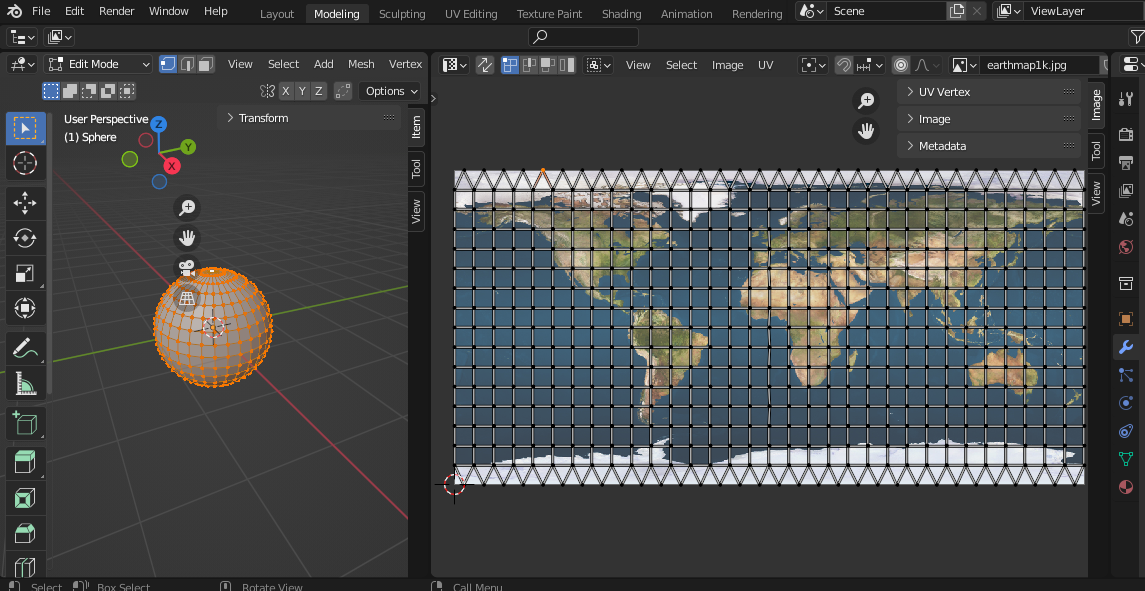 File Edit Render Window Help Layout Modeling Sculpting UV Editing Texture Paint Shading Animation Rendering Scene ViewLayer
Edit Mode View Select Add Mesh Vertex View Select Image UV earthmap1k.jpg
X Y Z Options
User Perspective
(1) Sphere
Transform
Z
Y
X
Item
Tool
View
UV Vertex
Image
Metadata
Image
Tool
View
Select Box Select Rotate View Call Menu